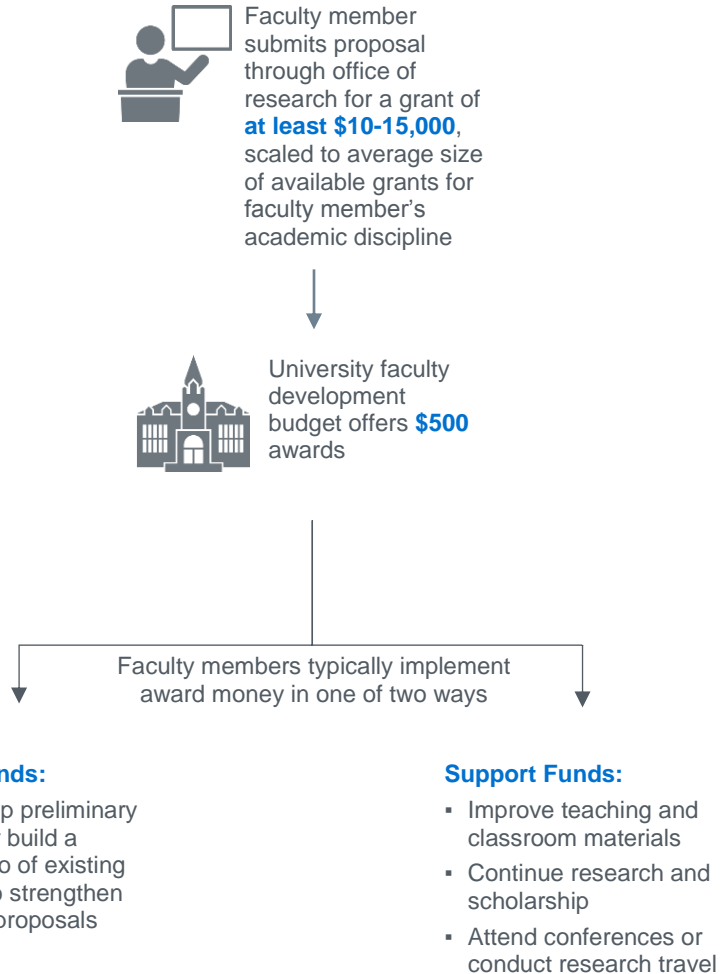 Faculty member
submits proposal
through office of
research for a grant of
at least $10-15,000,
scaled to average size
of available grants for
faculty member's
academic discipline
University faculty
development
budget offers $500
awards
Faculty members typically implement
award money in one of two ways
preliminary
build a
of existing
strengthen
proposals
Support Funds:
▪ Improve teaching and
classroom materials
▪ Continue research and
scholarship
▪ Attend conferences or
conduct research travel